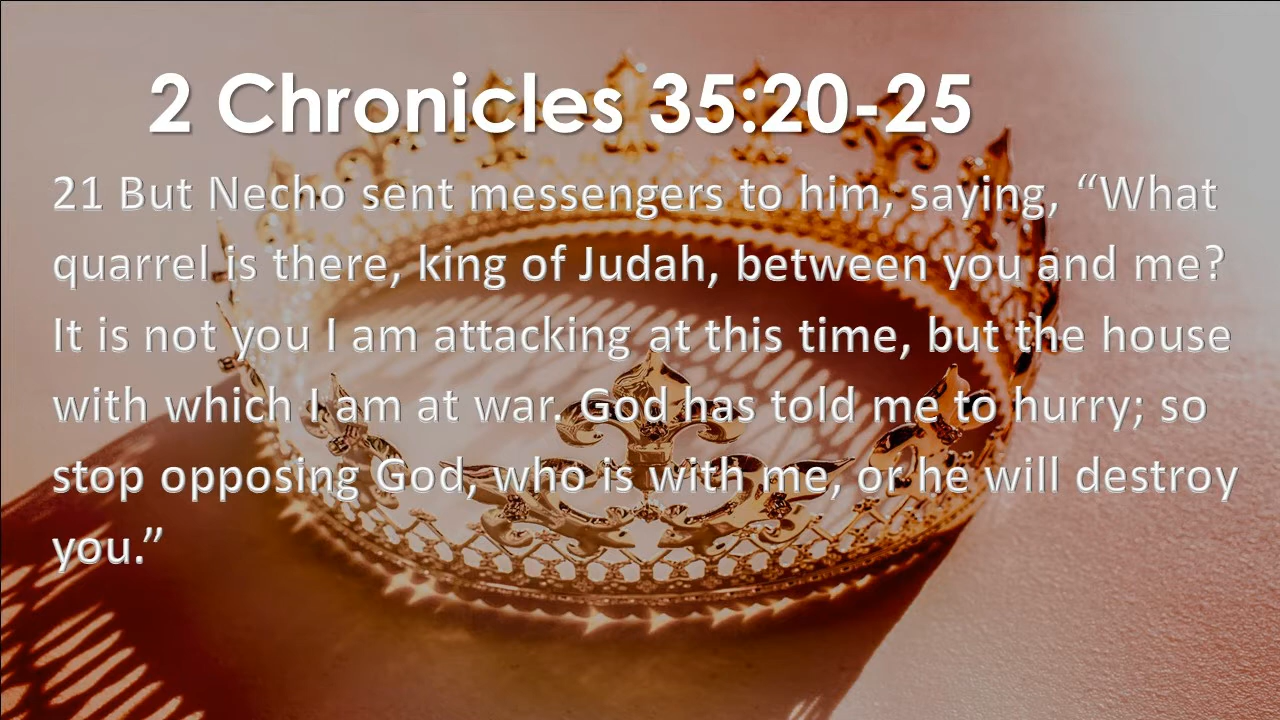 2 Chronicles 35:20-25
21 But Necho sent messengers to him, saying, “What
quarrel is there, king of Judah, between you and me?
It is not you I am attacking at this time, but the house
with which I am at war. God has told me to hurry; so
stop opposing God, who is with me, or he will destroy
you.”